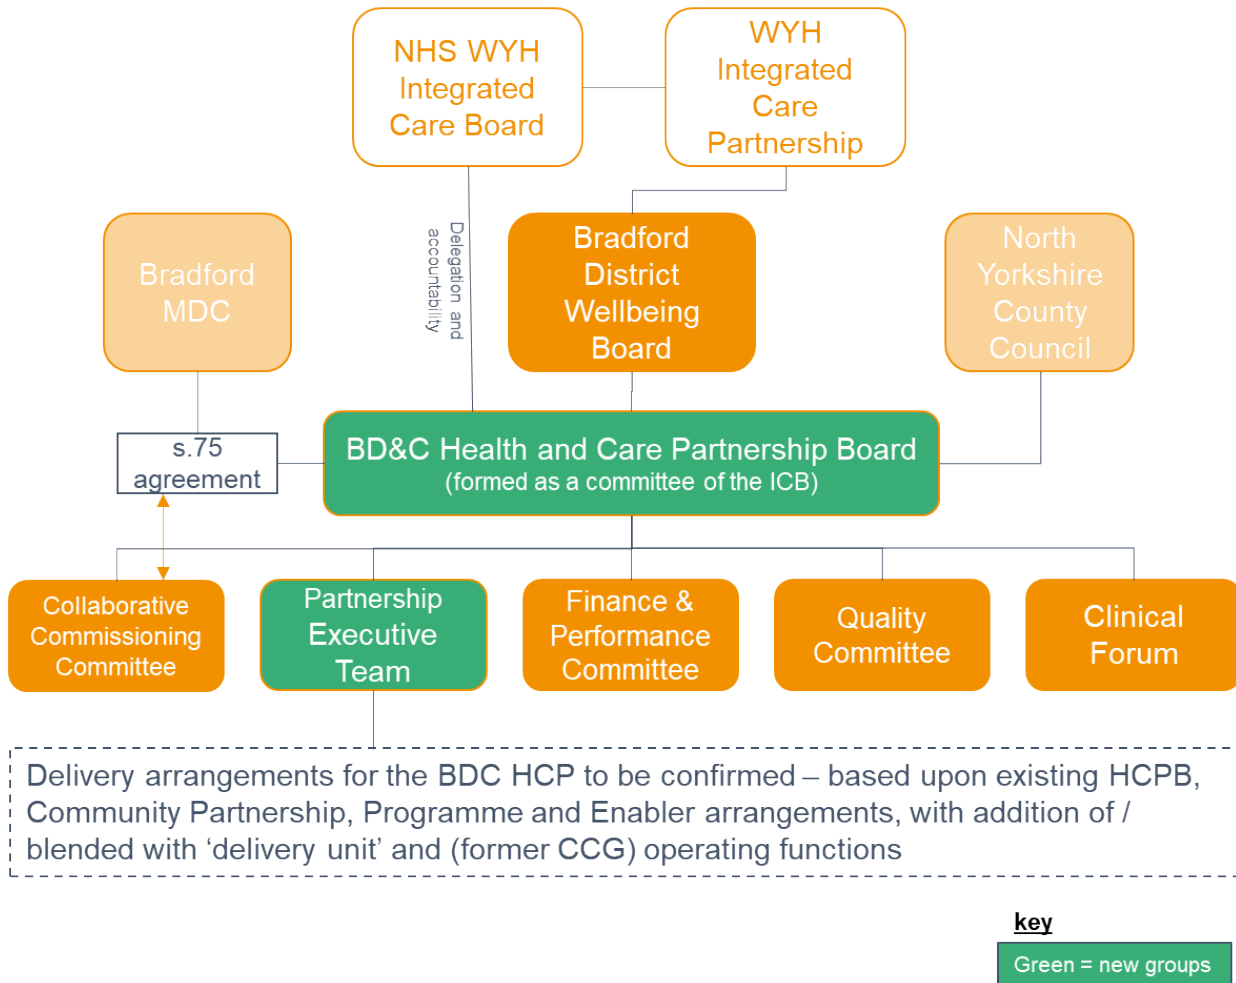 NHS WYH
Integrated
Care Board
WYH
Integrated
Care
Partnership
Delegation and
accountability
Bradford
MDC
Bradford
District
Wellbeing
Board
North
Yorkshire
County
Council
s.75
agreement
BD&C Health and Care Partnership Board
(formed as a committee of the ICB)
Collaborative
Commissioning
Committee
Partnership
Executive
Team
Finance &
Performance
Committee
Quality
Committee
Clinical
Forum
Delivery arrangements for the BDC HCP to be confirmed – based upon existing HCPB,
Community Partnership, Programme and Enabler arrangements, with addition of /
blended with ‘delivery unit’ and (former CCG) operating functions
key
Green = new groups